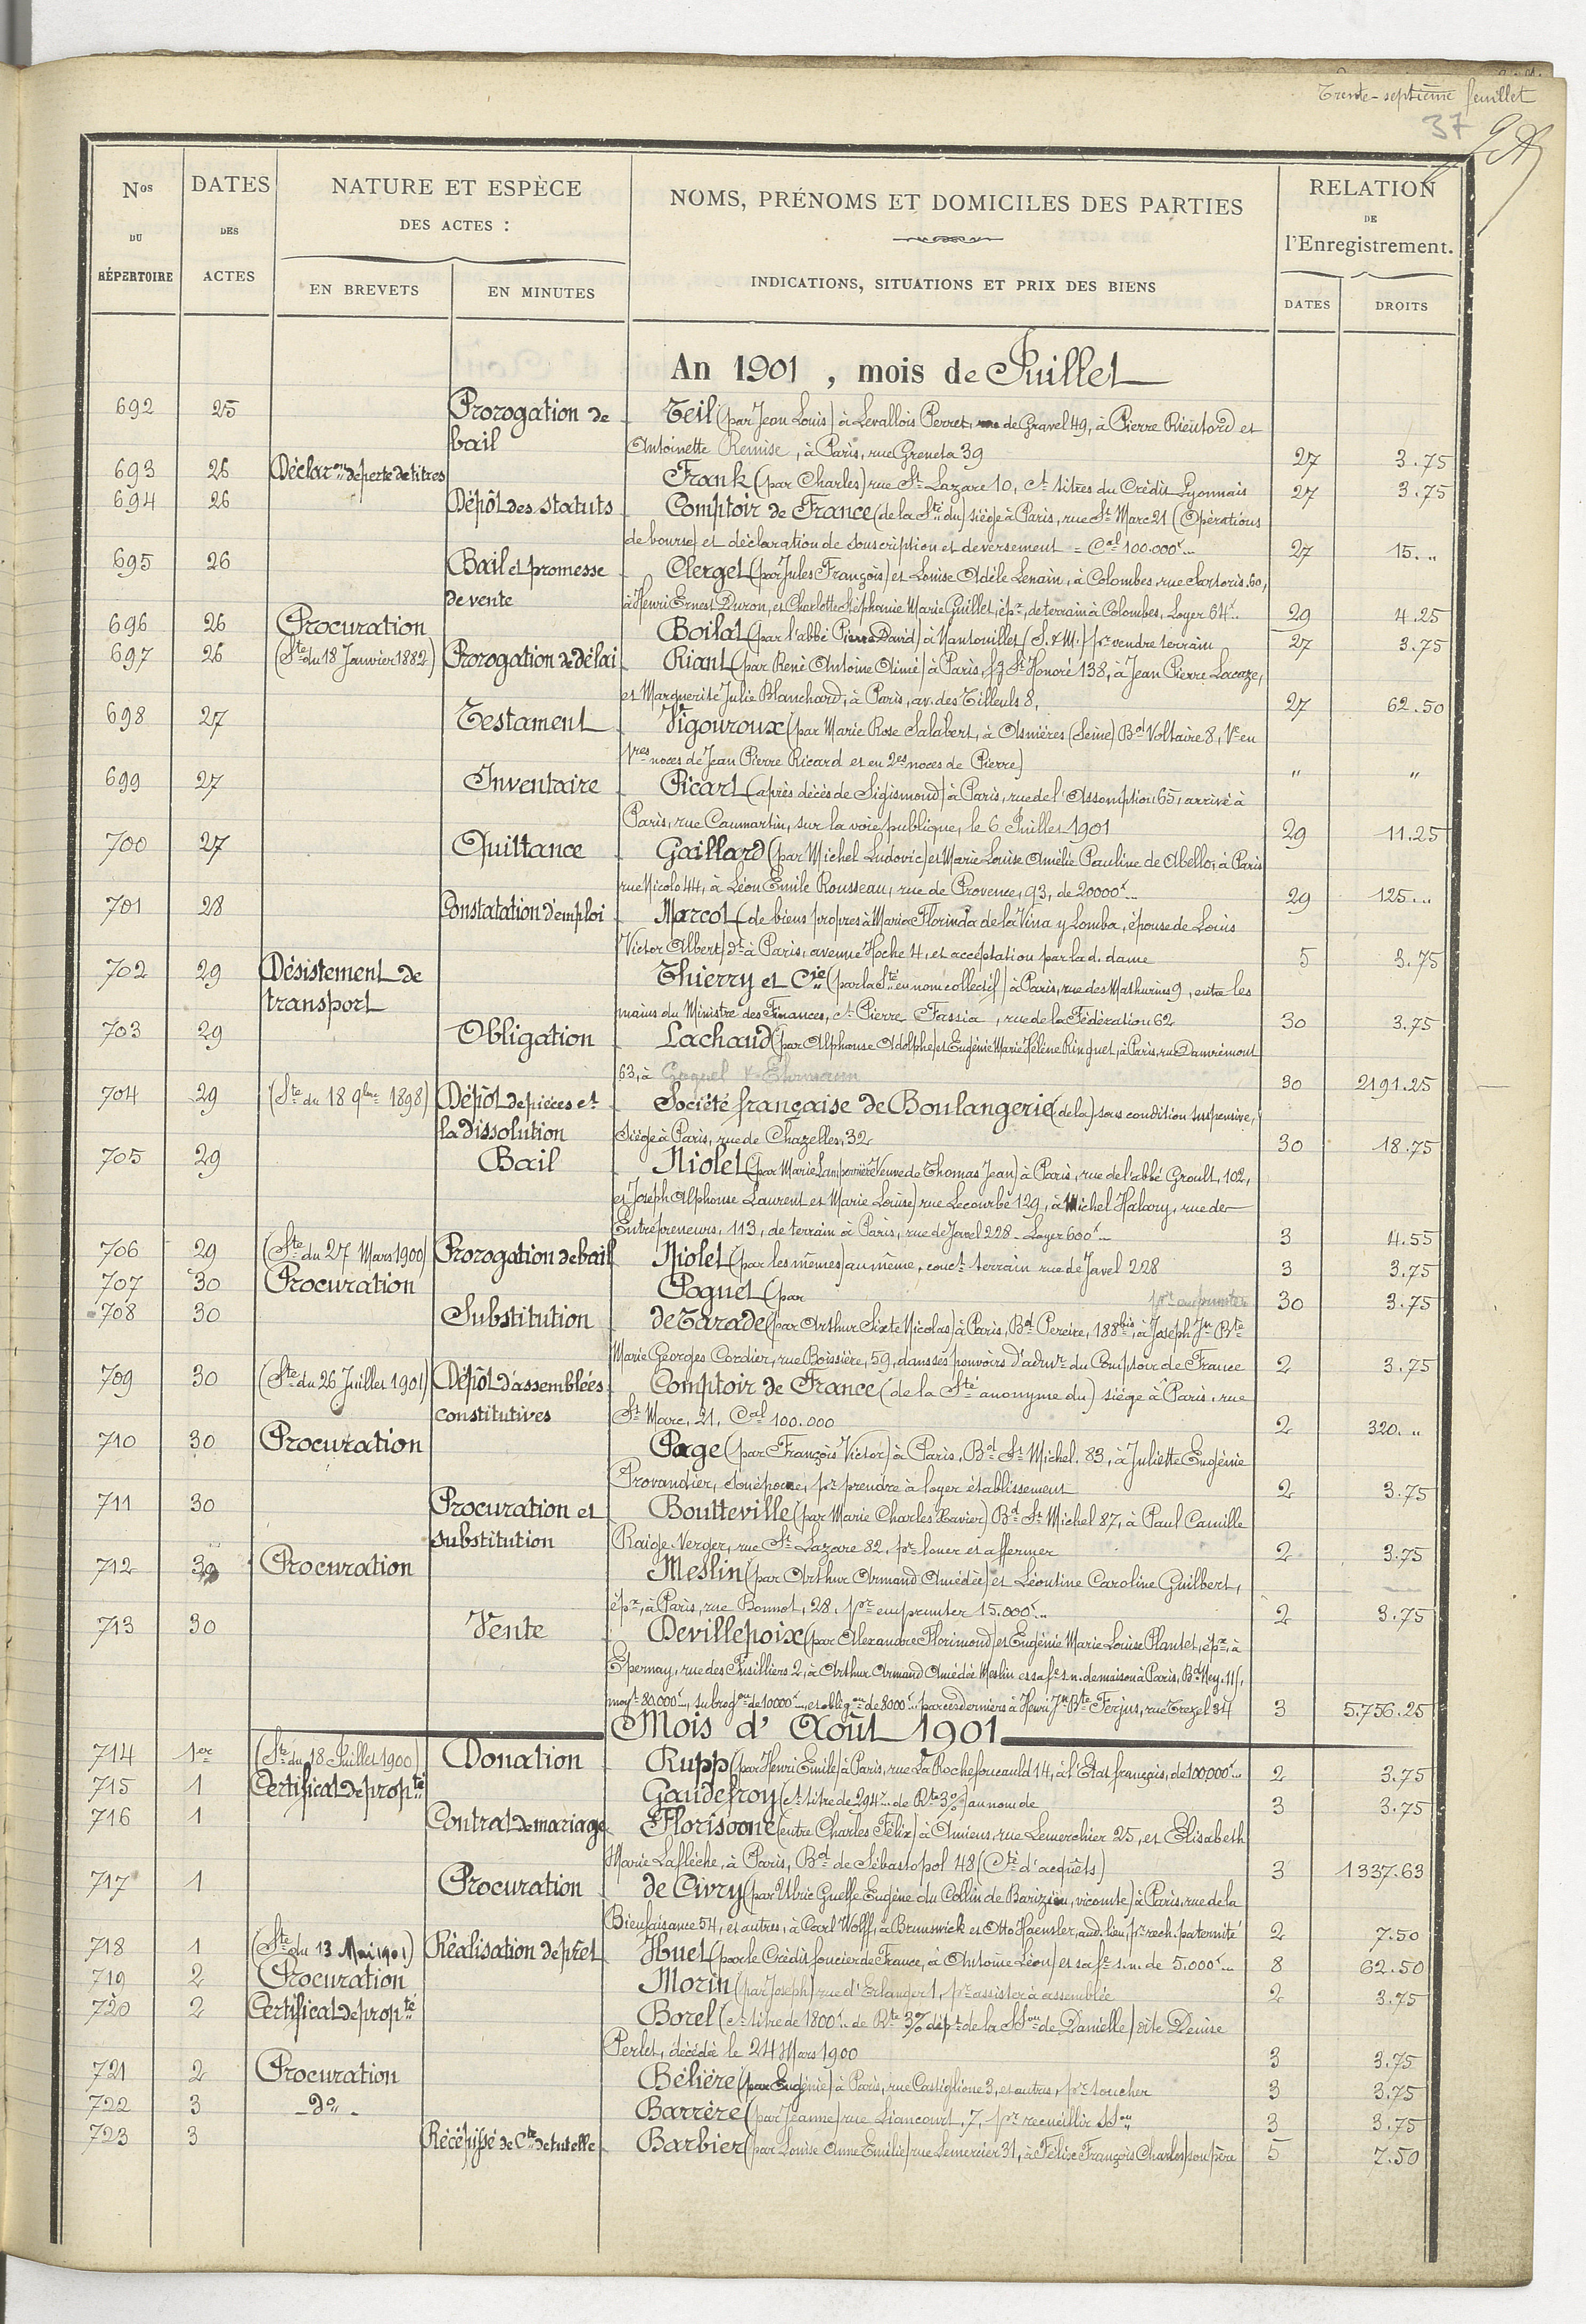 Trente-septième feuillet
37
Nos DU RÉPERTOIRE
DATES DES ACTES
NATURE ET ESPÈCE DES ACTES :
EN BREVETS
EN MINUTES
NOMS, PRÉNOMS ET DOMICILES DES PARTIES
INDICATIONS, SITUATIONS ET PRIX DES BIENS
RELATION DE l'Enregistrement.
DATES
DROITS
An 1901, mois de Juillet
692 25 Prorogation de Teil (par Jean Louis) à Levallois Perret, rue de Gravel 49, à Pierre Rieutord et
bail Antoinette Remise, à Paris, rue Greneta 39 27 3.75
693 26 Déclaron de perte de titres Frank (par Charles) rue St Lazare 10, ct titres du Crédit Lyonnais 27 3.75
694 26 Dépôt des statuts Comptoir de France (de la Sté du) siège à Paris, rue St Marc 21 (Opérations
de bourse) et déclaration de souscription et de versement = Cal 100.000f.. 27 15. "
695 26 Bail et promesse Clerget (par Jules François) et Louise Adèle Lenain, à Colombes, rue Sartoris. 60,
de vente à Henri Ernest Duron, et Charlotte Stéphanie Marie Guillet, épx, de terrain à Colombes, Loyer 64f.. 29 4.25
696 26 Procuration Boilat (par l'abbé Pierre David) à Nantouillet (S. & M.) pr vendre terrain 27 3.75
697 26 (Ste du 18 Janvier 1882) Prorogation de délai Riant (par René Antoine Aimé) à Paris, fg St Honoré 138, à Jean Pierre Lacaze,
et Marguerite Julie Blanchard, à Paris, av. des Tilleuls 8, 27 62.50
698 27 Testament Vigouroux (par Marie Rose Salabert, à Asnières (Seine) Bd Voltaire 8, Ve en
1res noces de Jean Pierre Ricard et en 2es noces de Pierre) " "
699 27 Inventaire Picart (après décès de Sigismond) à Paris, rue de l'Assomption 65, arrivé à
Paris, rue Caumartin, sur la voie publique, le 6 Juillet 1901 29 11.25
700 27 Quittance Gaillard (par Michel Ludovic) et Marie Louise Amélie Pauline de Abello, à Paris
rue Nicolo 44, à Léon Emile Rousseau, rue de Provence, 93, de 20000f.. 29 125. "
701 28 Constatation d'emploi Marcot (de biens propres à Maria Florinda de la Vina y Lomba, épouse de Louis
Victor Albert) dt à Paris, avenue Hoche 4, et acceptation par la d. dame 5 3.75
702 29 Désistement de Thierry et Cie (par la Sté en nom collectif) à Paris, rue des Mathurins 9, entre les
transport mains du Ministre des Finances, ct Pierre Fassia, rue de la Fédération 62 30 3.75
703 29 Obligation Lachaud (par Alphonse Adolphe) et Eugénie Marie Hélène Ringuet, à Paris, rue Damrémont
63, à 30 2191.25
704 29 (Ste du 18 9bre 1898) Dépôt de pièces ct Société française de Boulangerie (de la) sous condition suspensive,
la dissolution Siège à Paris, rue de Chazelles, 32 30 18.75
705 29 Bail Niolet (par Marie Lamperrière Veuve de Thomas Jean) à Paris, rue de l'abbé Groult, 102,
et Joseph Alphonse Laurent et Marie Louise) rue Lecourbe 129, à Michel Halary, rue des
Entrepreneurs, 113, de terrain à Paris, rue de Javel 228 - Loyer 600f.. 3 4.55
706 29 (Ste du 27 Mars 1900) Prorogation de bail Niolet (par les mêmes) au même, conct terrain rue de Javel 228 3 3.75
707 30 Procuration Poguet (par pr emprunter 30 3.75
708 30 Substitution de Tarade (par Arthur Sixte Nicolas) à Paris, Bd Pereire, 188bis, à Joseph Jn Bte
Marie Georges Cordier, rue Boissière, 59, dans ses pouvoirs d'admr du Comptoir de France 2 3.75
709 30 (Ste du 26 Juillet 1901) Dépôt d'assemblées Comptoir de France (de la Sté anonyme du) siège à Paris, rue
constitutives St Marc, 21, Cal 100.000 2 320. "
710 30 Procuration Page (par François Victor) à Paris, Bd St Michel, 83, à Juliette Eugénie
Provandier, son épouse, pr prendre à loyer établissement 2 3.75
711 30 Procuration et Boutteville (par Marie Charles Xavier) Bd St Michel 87, à Paul Camille
substitution Raige-Verger, rue St Lazare 82, pr louer et affermer 2 3.75
712 30 Procuration Meslin (par Arthur Armand Amédée) et Léontine Caroline Guilbert,
épx, à Paris, rue Bonnot, 28, pr emprunter 15.000f.. 2 3.75
713 30 Vente Devillepoix (par Alexandre Florimond) et Eugénie Marie Louise Plantet, épx, à
Epernay, rue des Fusilliers 2, à Arthur Armand Amédée Meslin et sa fe s.n. de maison à Paris, Bd Ney, 11,
moyt 80.000f.., subrogon de 10000f.., et obligon de 8000f.. par ces derniers à Henri Jn Bte Ferjus, rue Trezel 34 3 5.756.25
Mois d'Août 1901
714 1er (Ste du 18 Juillet 1900) Donation Rupp (par Henri Emile) à Paris, rue La Rochefoucauld 14, à l'Etat français, de 100000f.. 2 3.75
715 1 Certificat de propté Gaudefroy (ct titre de 294f.. de Rte 3%) au nom de 3 3.75
716 1 Contrat de mariage Florisoone (entre Charles Félix) à Amiens, rue Lemerchier 25, et Elisabeth
Marie Laflèche, à Paris, Bd de Sébastopol 48 (Cté d'acquêts) 3 1337.63
717 1 Procuration de Civry (par Ulric Guelfe Eugène du Collin de Barizien, vicomte) à Paris, rue de la
Bienfaisance 54, et autres, à Carl Wolff, à Brunswick et Otto Haensler, aud. lieu, pr rech. paternité 2 7.50
718 1 (Ste du 13 Mai 1901) Réalisation de prêt Huet (par le Crédit foncier de France, à Antoine Léon) et sa fe s.n. de 5.000f.. 8 62.50
719 2 Procuration Morin (par Joseph) rue d'Erlanger 1, pr assister à assemblée 2 3.75
720 2 Certificat de propté Borel (ct titre de 1800f.. de Rte 3% dépt de la SSon de Danielle) dite Denise
Perlet, décédé le 24 Mars 1900 3 3.75
721 2 Procuration Bélière (par Eugénie) à Paris, rue Castiglione 3, et autres, pr toucher 3 3.75
722 3 - do - Barrère (par Jeanne) rue Liancourt, 7, pr recueillir SSon 3 3.75
723 3 Récépissé de Cte de tutelle Barbier (par Louise Anne Emilie) rue Lemercier 31, à Félix François Charles) son père 5 7.50